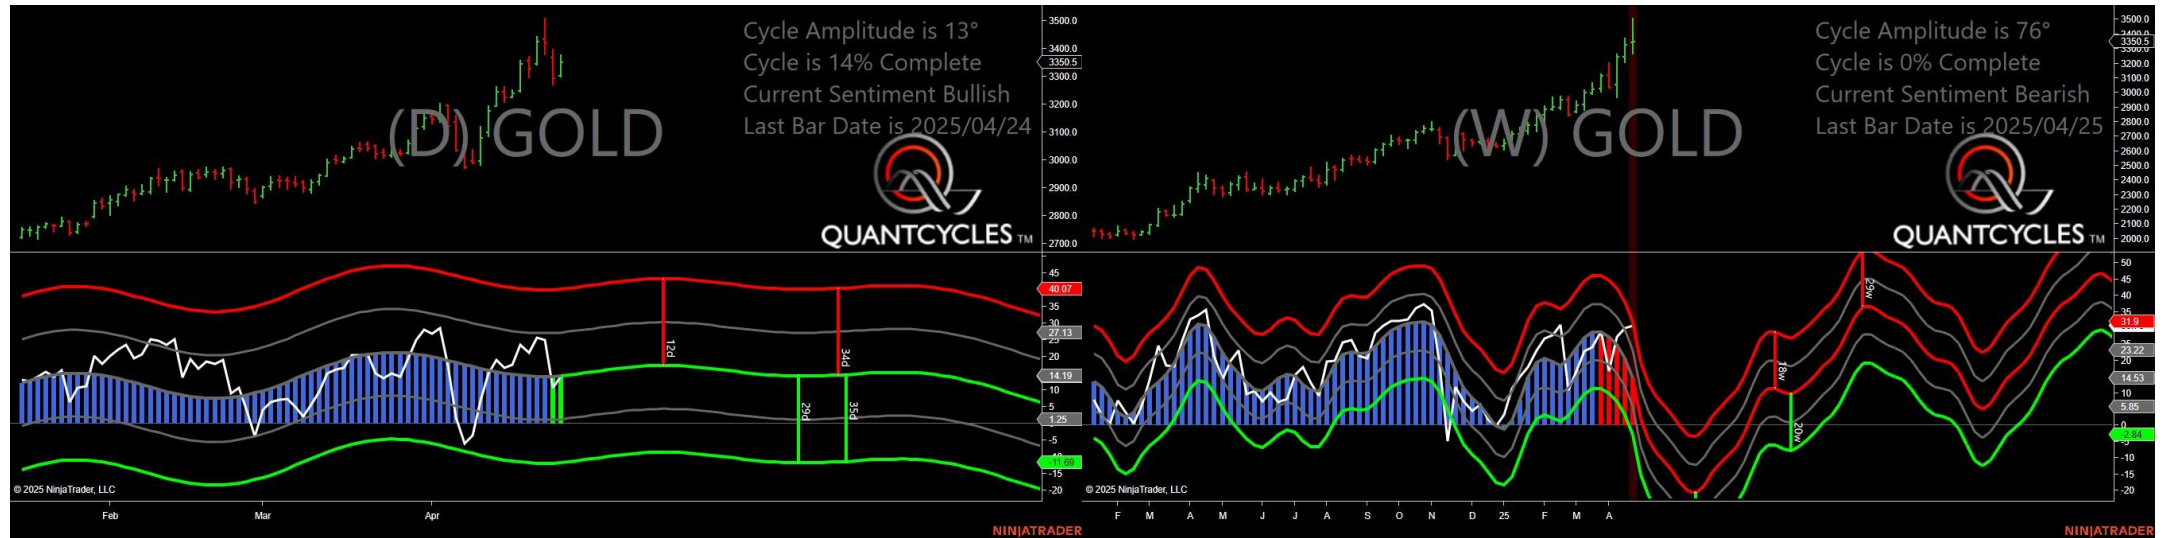 Cycle Amplitude is 13°
Cycle is 14% Complete
Current Sentiment Bullish
Last Bar Date is 2025/04/24
(D) GOLD
QUANTCYCLES TM
3500.0
3400.0
3350.5
3300.0
3200.0
3100.0
3000.0
2900.0
2800.0
2700.0
45
40.07
35
30
27.13
25
20
14.19
10
5
1.25
-5
-11.69
-15
-20
12d
34d
29d
35d
© 2025 NinjaTrader, LLC
Feb
Mar
Apr
NINJATRADER
Cycle Amplitude is 76°
Cycle is 0% Complete
Current Sentiment Bearish
Last Bar Date is 2025/04/25
(W) GOLD
QUANTCYCLES TM
3500.0
3400.0
3350.5
3300.0
3200.0
3100.0
3000.0
2900.0
2800.0
2700.0
2600.0
2500.0
2400.0
2300.0
2200.0
2100.0
2000.0
50
45
40
35
31.9
23.22
20
14.53
10
5.85
0
-2.84
-10
-15
-20
29w
18w
20w
© 2025 NinjaTrader, LLC
F M A M J J A S O N D 25 F M A
NINJATRADER